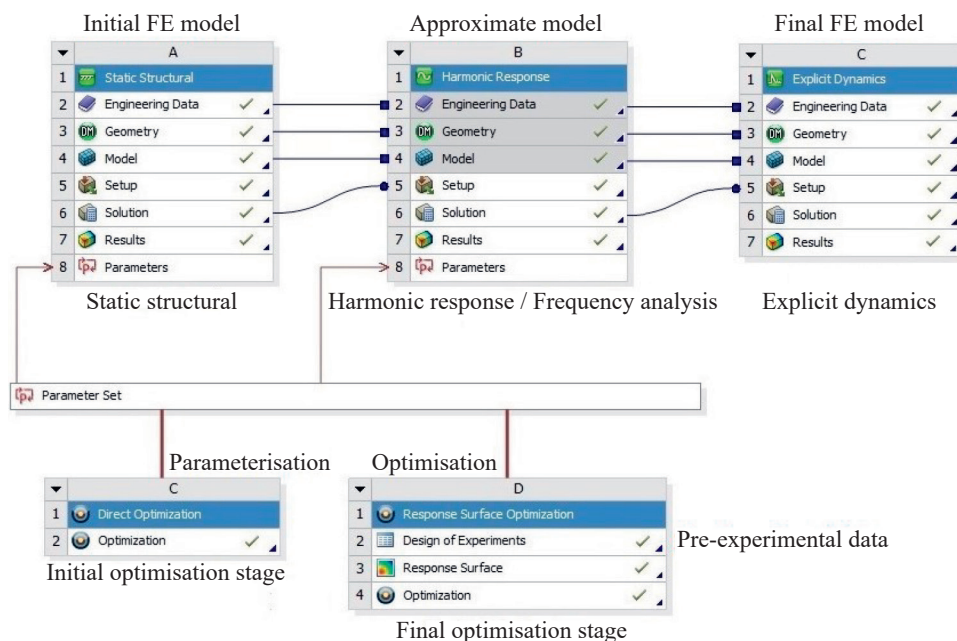 Initial FE model
Approximate model
Final FE model
A
1 Static Structural
2 Engineering Data
3 Geometry
4 Model
5 Setup
6 Solution
7 Results
8 Parameters
Static structural
B
1 Harmonic Response
2 Engineering Data
3 Geometry
4 Model
5 Setup
6 Solution
7 Results
8 Parameters
Harmonic response / Frequency analysis
C
1 Explicit Dynamics
2 Engineering Data
3 Geometry
4 Model
5 Setup
6 Solution
7 Results
Explicit dynamics
Parameter Set
Parameterisation
Optimisation
C
1 Direct Optimization
2 Optimization
Initial optimisation stage
D
1 Response Surface Optimization
2 Design of Experiments
3 Response Surface
4 Optimization
Pre-experimental data
Final optimisation stage